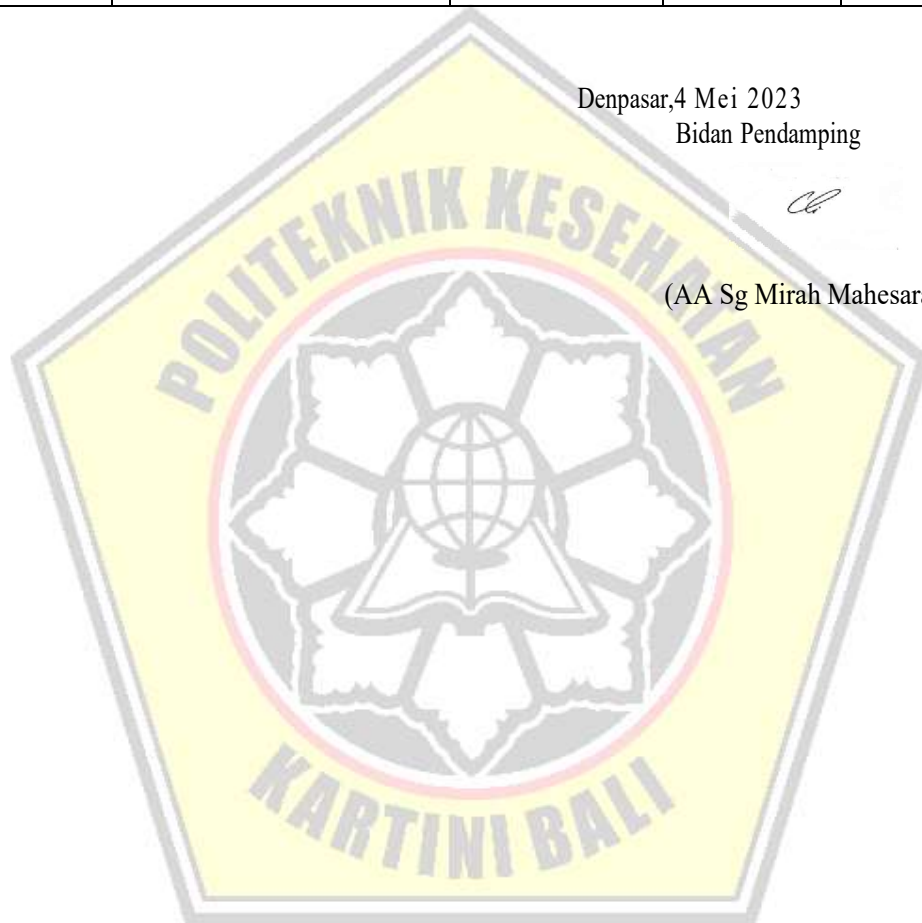 Denpasar,4 Mei 2023
Bidan Pendamping
(AA Sg Mirah Mahesara
POLITEKNIK KESEHATAN
KARTINI BALI